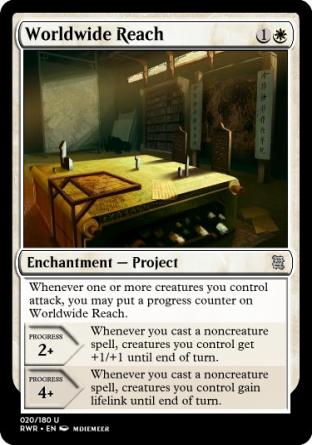 Worldwide Reach 1
Enchantment — Project
Whenever one or more creatures you control
attack, you may put a progress counter on
Worldwide Reach.
PROGRESS
2+
Whenever you cast a noncreature
spell, creatures you control get
+1/+1 until end of turn.
PROGRESS
4+
Whenever you cast a noncreature
spell, creatures you control gain
lifelink until end of turn.
020/180 U
RWR • EN MDIEMEER